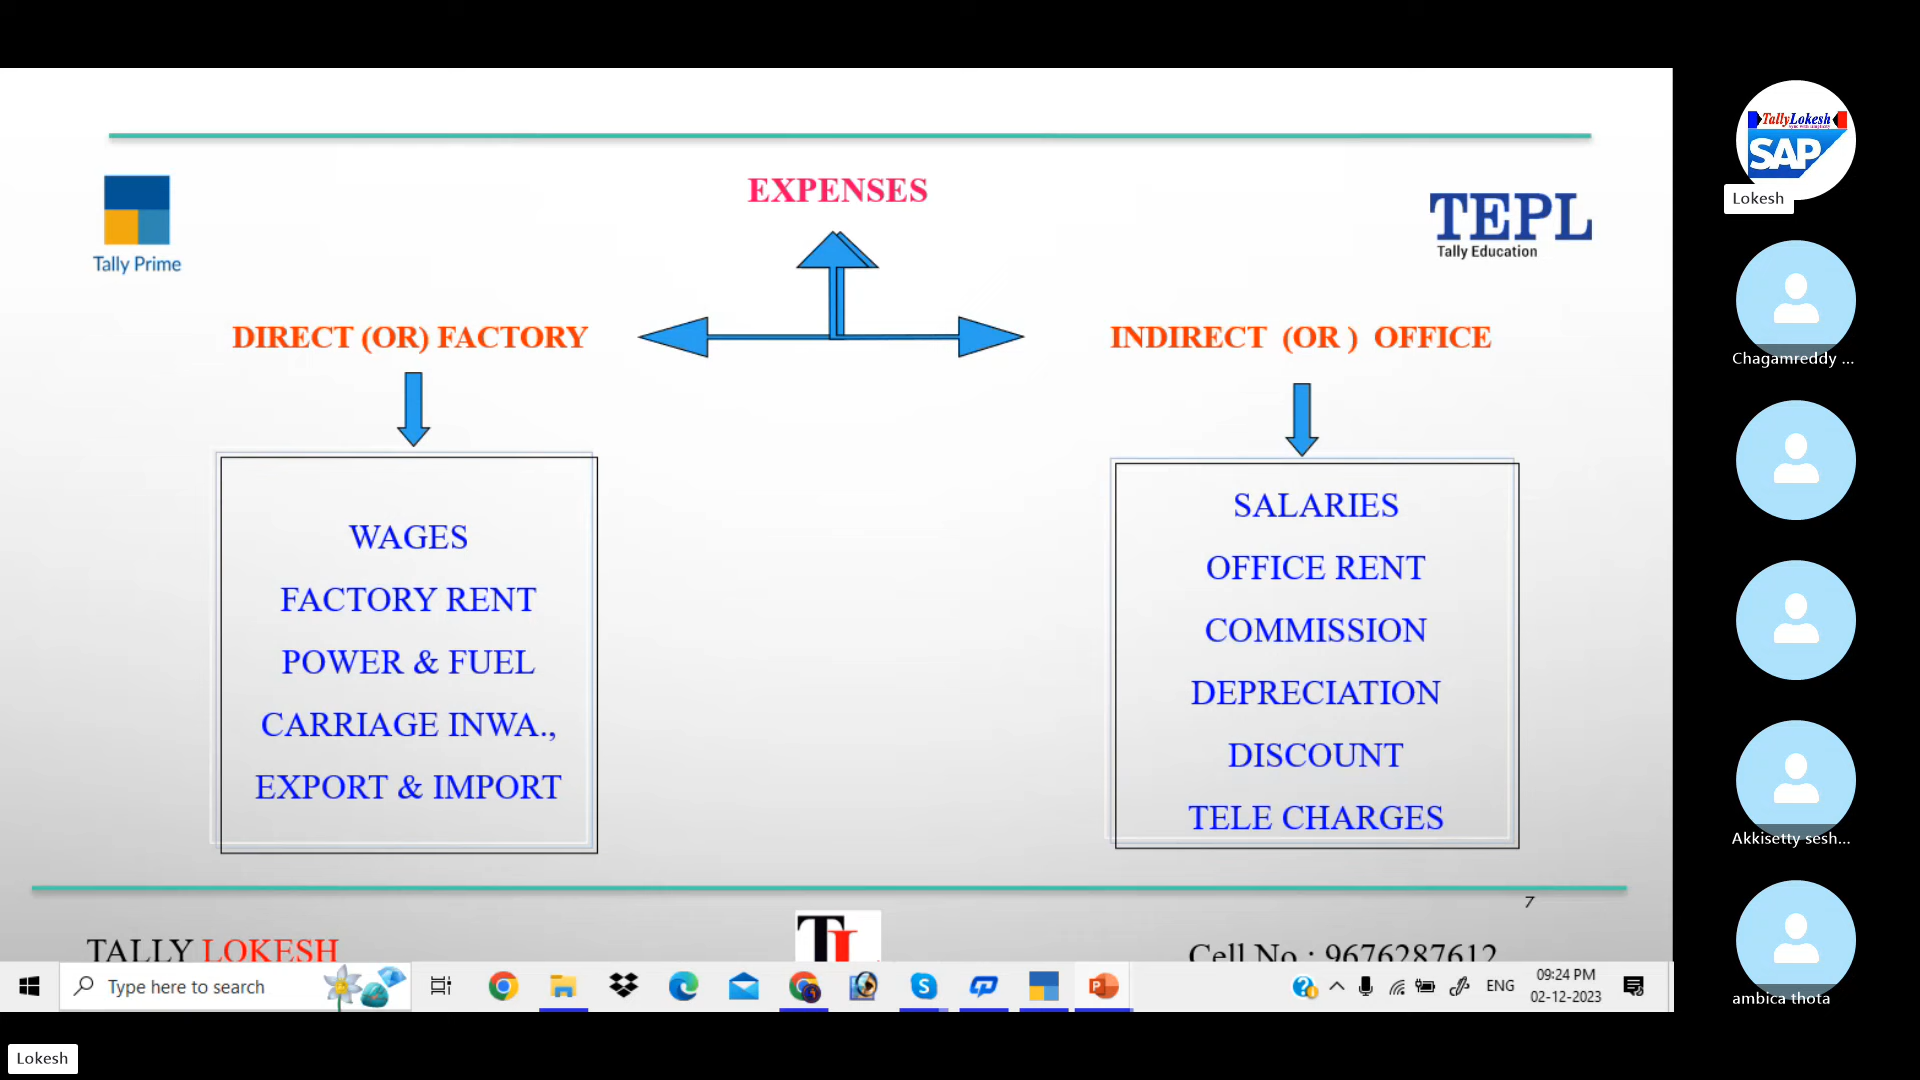 EXPENSES
Tally Prime
TEPL
Tally Education
DIRECT (OR) FACTORY
INDIRECT (OR ) OFFICE
WAGES
FACTORY RENT
POWER & FUEL
CARRIAGE INWA.,
EXPORT & IMPORT
SALARIES
OFFICE RENT
COMMISSION
DEPRECIATION
DISCOUNT
TELE CHARGES
7
TALLY LOKESH
TL
Cell No : 9676287612
Type here to search
ENG
09:24 PM
02-12-2023
TallyLokesh
SAP
Lokesh
Chagamreddy ...
Akkisetty sesh...
ambica thota
Lokesh